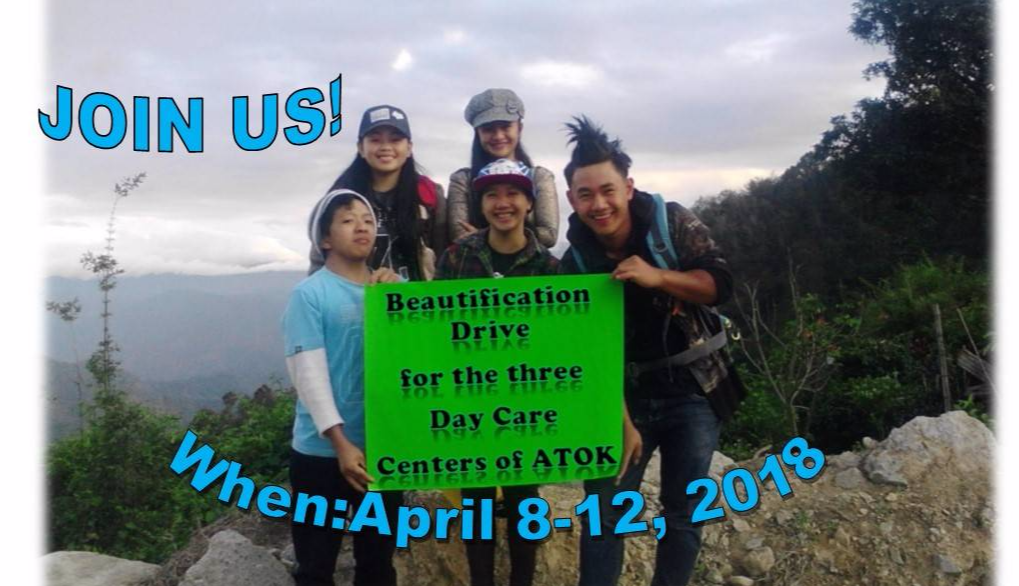 JOIN US!
Beautification
Drive
for the three
Day Care
Centers of ATOK
When:April 8-12, 2018